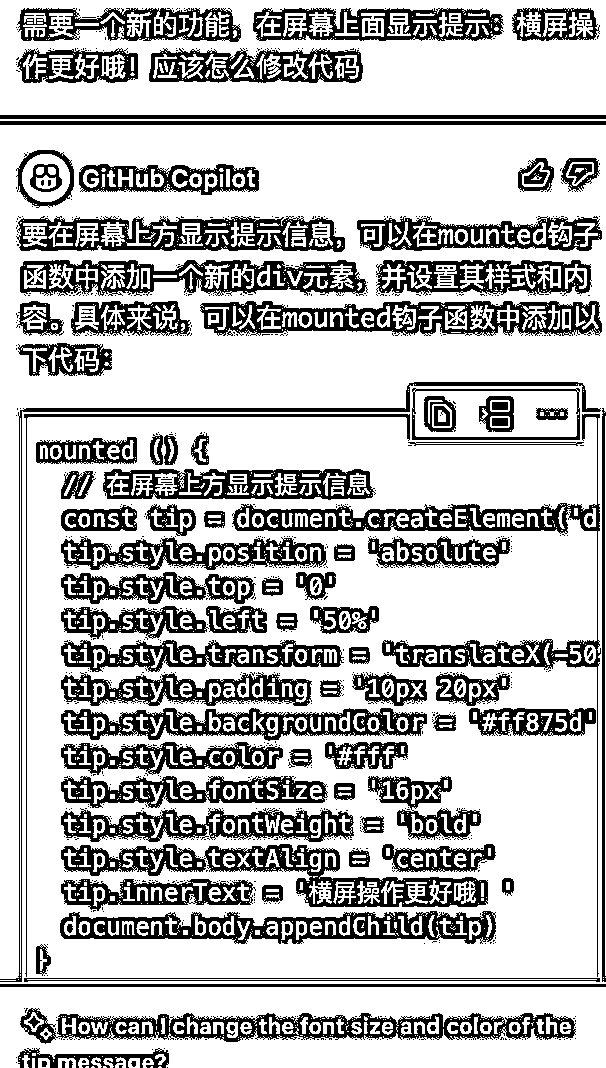 需要一个新的功能，在屏幕上面显示提示：横屏操
作更好哦！应该怎么修改代码
GitHub Copilot
要在屏幕上方显示提示信息，可以在mounted钩子
函数中添加一个新的div元素，并设置其样式和内
容。具体来说，可以在mounted钩子函数中添加以
下代码：
mounted () {
// 在屏幕上方显示提示信息
const tip = document.createElement('d
tip.style.position = 'absolute'
tip.style.top = '0'
tip.style.left = '50%'
tip.style.transform = 'translateX(-50
tip.style.padding = '10px 20px'
tip.style.backgroundColor = '#ff875d'
tip.style.color = '#fff'
tip.style.fontSize = '16px'
tip.style.fontWeight = 'bold'
tip.style.textAlign = 'center'
tip.innerText = '横屏操作更好哦！'
document.body.appendChild(tip)
}
How can I change the font size and color of the
tip message?